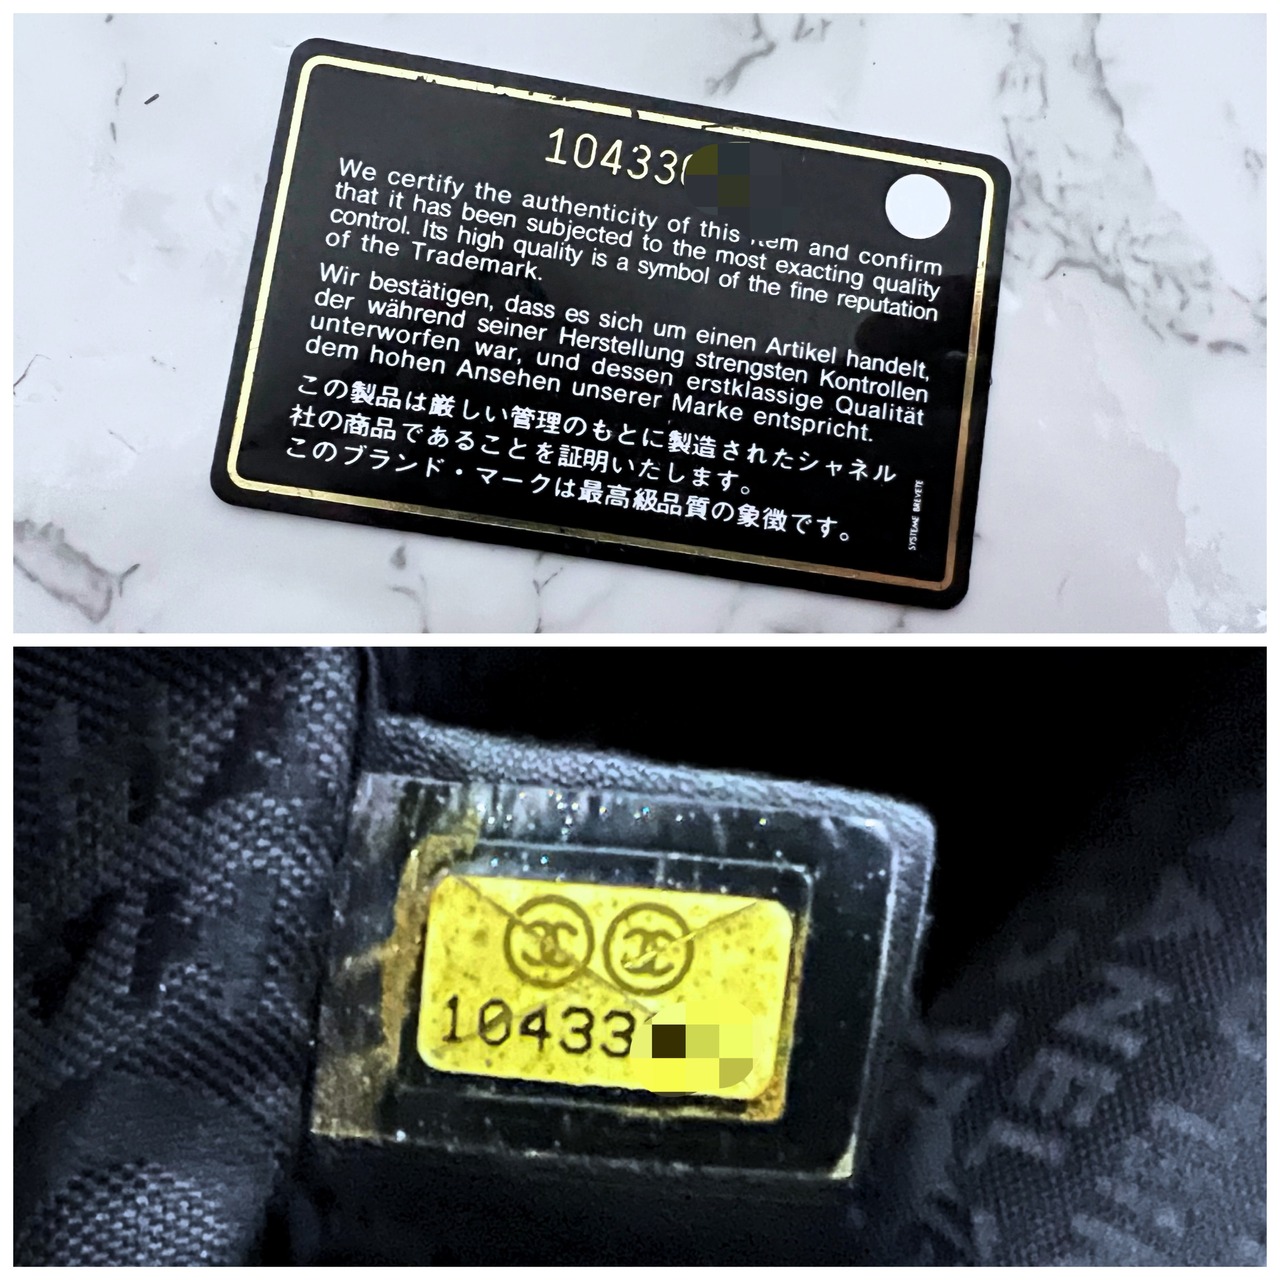 10433
We certify the authenticity of this item and confirm
that it has been subjected to the most exacting quality
control. Its high quality is a symbol of the fine reputation
of the Trademark.
Wir bestätigen, dass es sich um einen Artikel handelt,
der während seiner Herstellung strengsten Kontrollen
unterworfen war, und dessen erstklassige Qualität
dem hohen Ansehen unserer Marke entspricht.
この製品は厳しい管理のもとに製造されたシャネル
社の商品であることを証明いたします。
このブランド・マークは最高級品質の象徴です。
SYSTEME BREVETE
10433